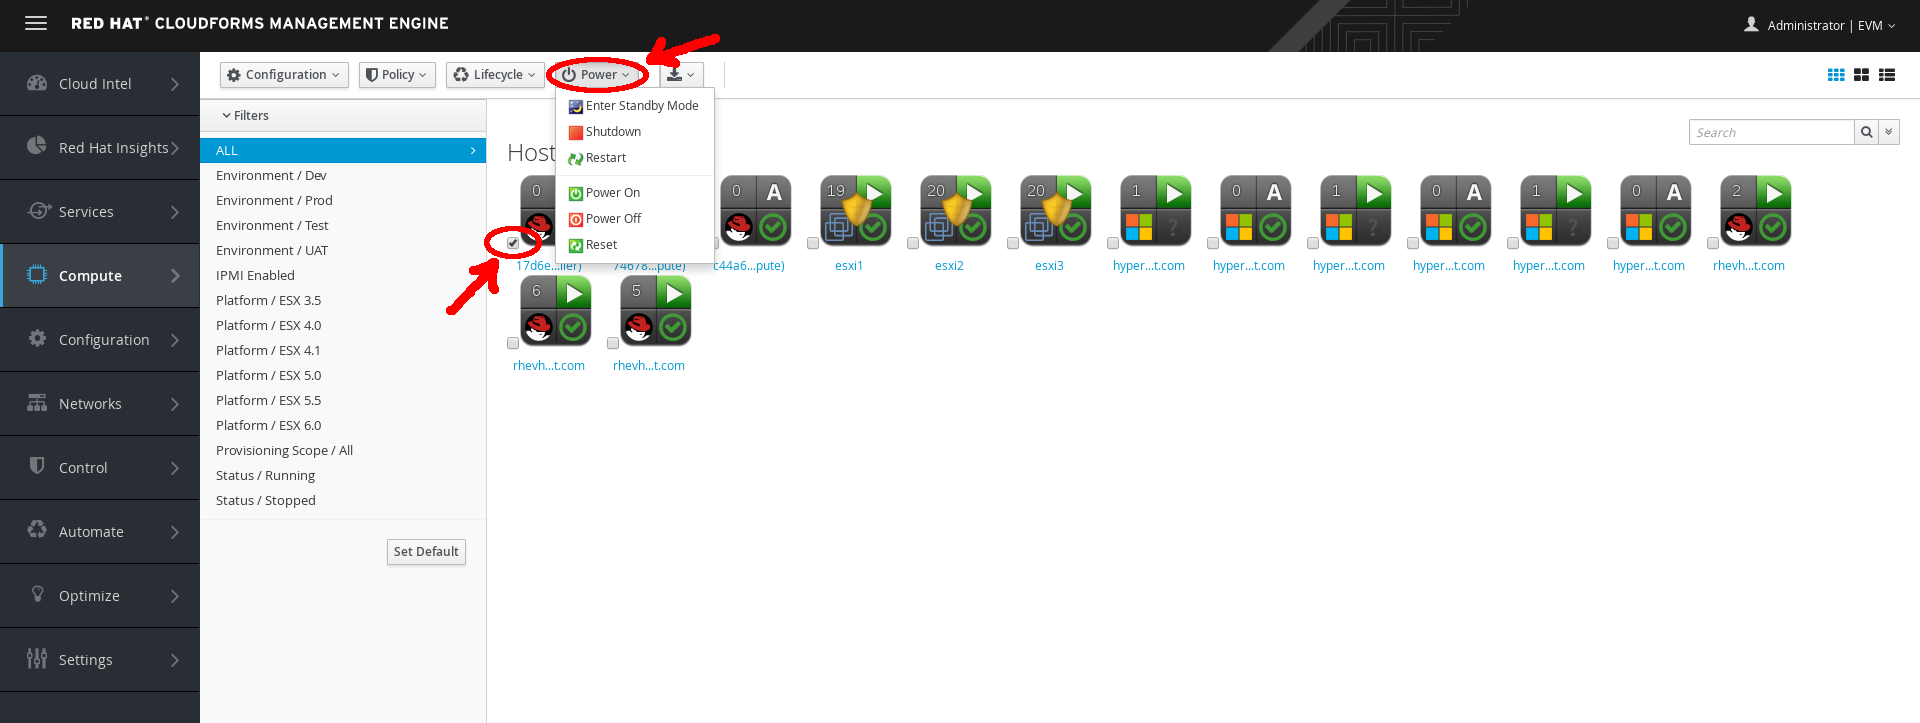 RED HAT® CLOUDFORMS MANAGEMENT ENGINE
Administrator | EVM
Cloud Intel
Red Hat Insights
Services
Compute
Configuration
Networks
Control
Automate
Optimize
Settings
Configuration Policy Lifecycle Power
Enter Standby Mode
Shutdown
Restart
Power On
Power Off
Reset
Filters
ALL
Environment / Dev
Environment / Prod
Environment / Test
Environment / UAT
IPMI Enabled
Platform / ESX 3.5
Platform / ESX 4.0
Platform / ESX 4.1
Platform / ESX 5.0
Platform / ESX 5.5
Platform / ESX 6.0
Provisioning Scope / All
Status / Running
Status / Stopped
Set Default
Search
Host
0 0 A 19 20 20 1 0 A 1 0 A 1 0 A 2
? ? ?
17d6e...ller) 74678...pute) c44a6...pute) esxi1 esxi2 esxi3 hyper...t.com hyper...t.com hyper...t.com hyper...t.com hyper...t.com hyper...t.com rhevh...t.com
6 5
rhevh...t.com rhevh...t.com